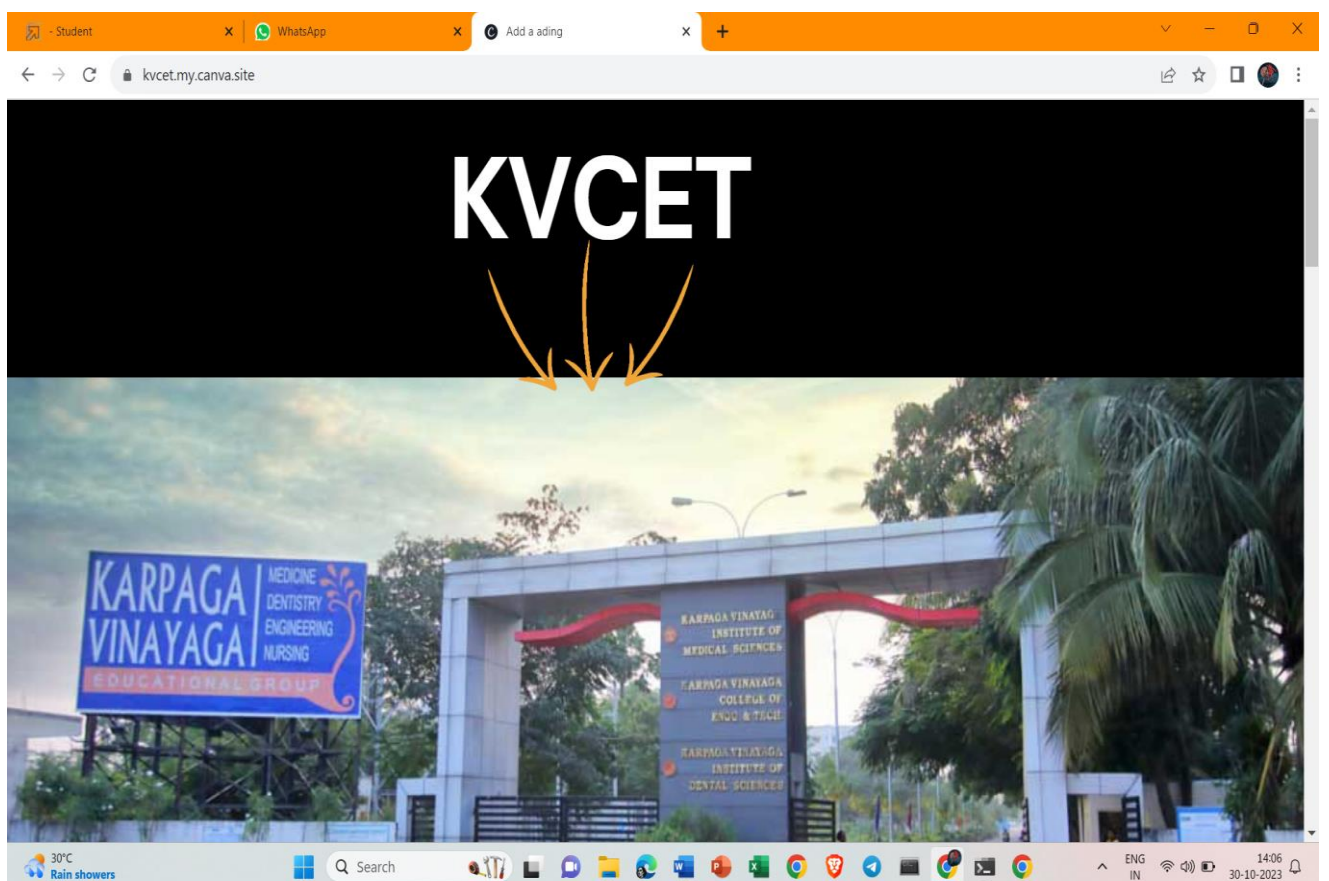 - Student
WhatsApp
Add a ading
kvcet.my.canva.site
KVCET
KARPAGA
VINAYAGA
MEDICINE
DENTISTRY
ENGINEERING
NURSING
EDUCATIONAL GROUP
KARPAGA VINAYAG
INSTITUTE OF
MEDICAL SCIENCES
KARPAGA VINAYAGA
COLLEGE OF
ENGG & TECH
KARPAGA VINAYAGA
INSTITUTE OF
DENTAL SCIENCES
30°C
Rain showers
Search
ENG
IN
14:06
30-10-2023